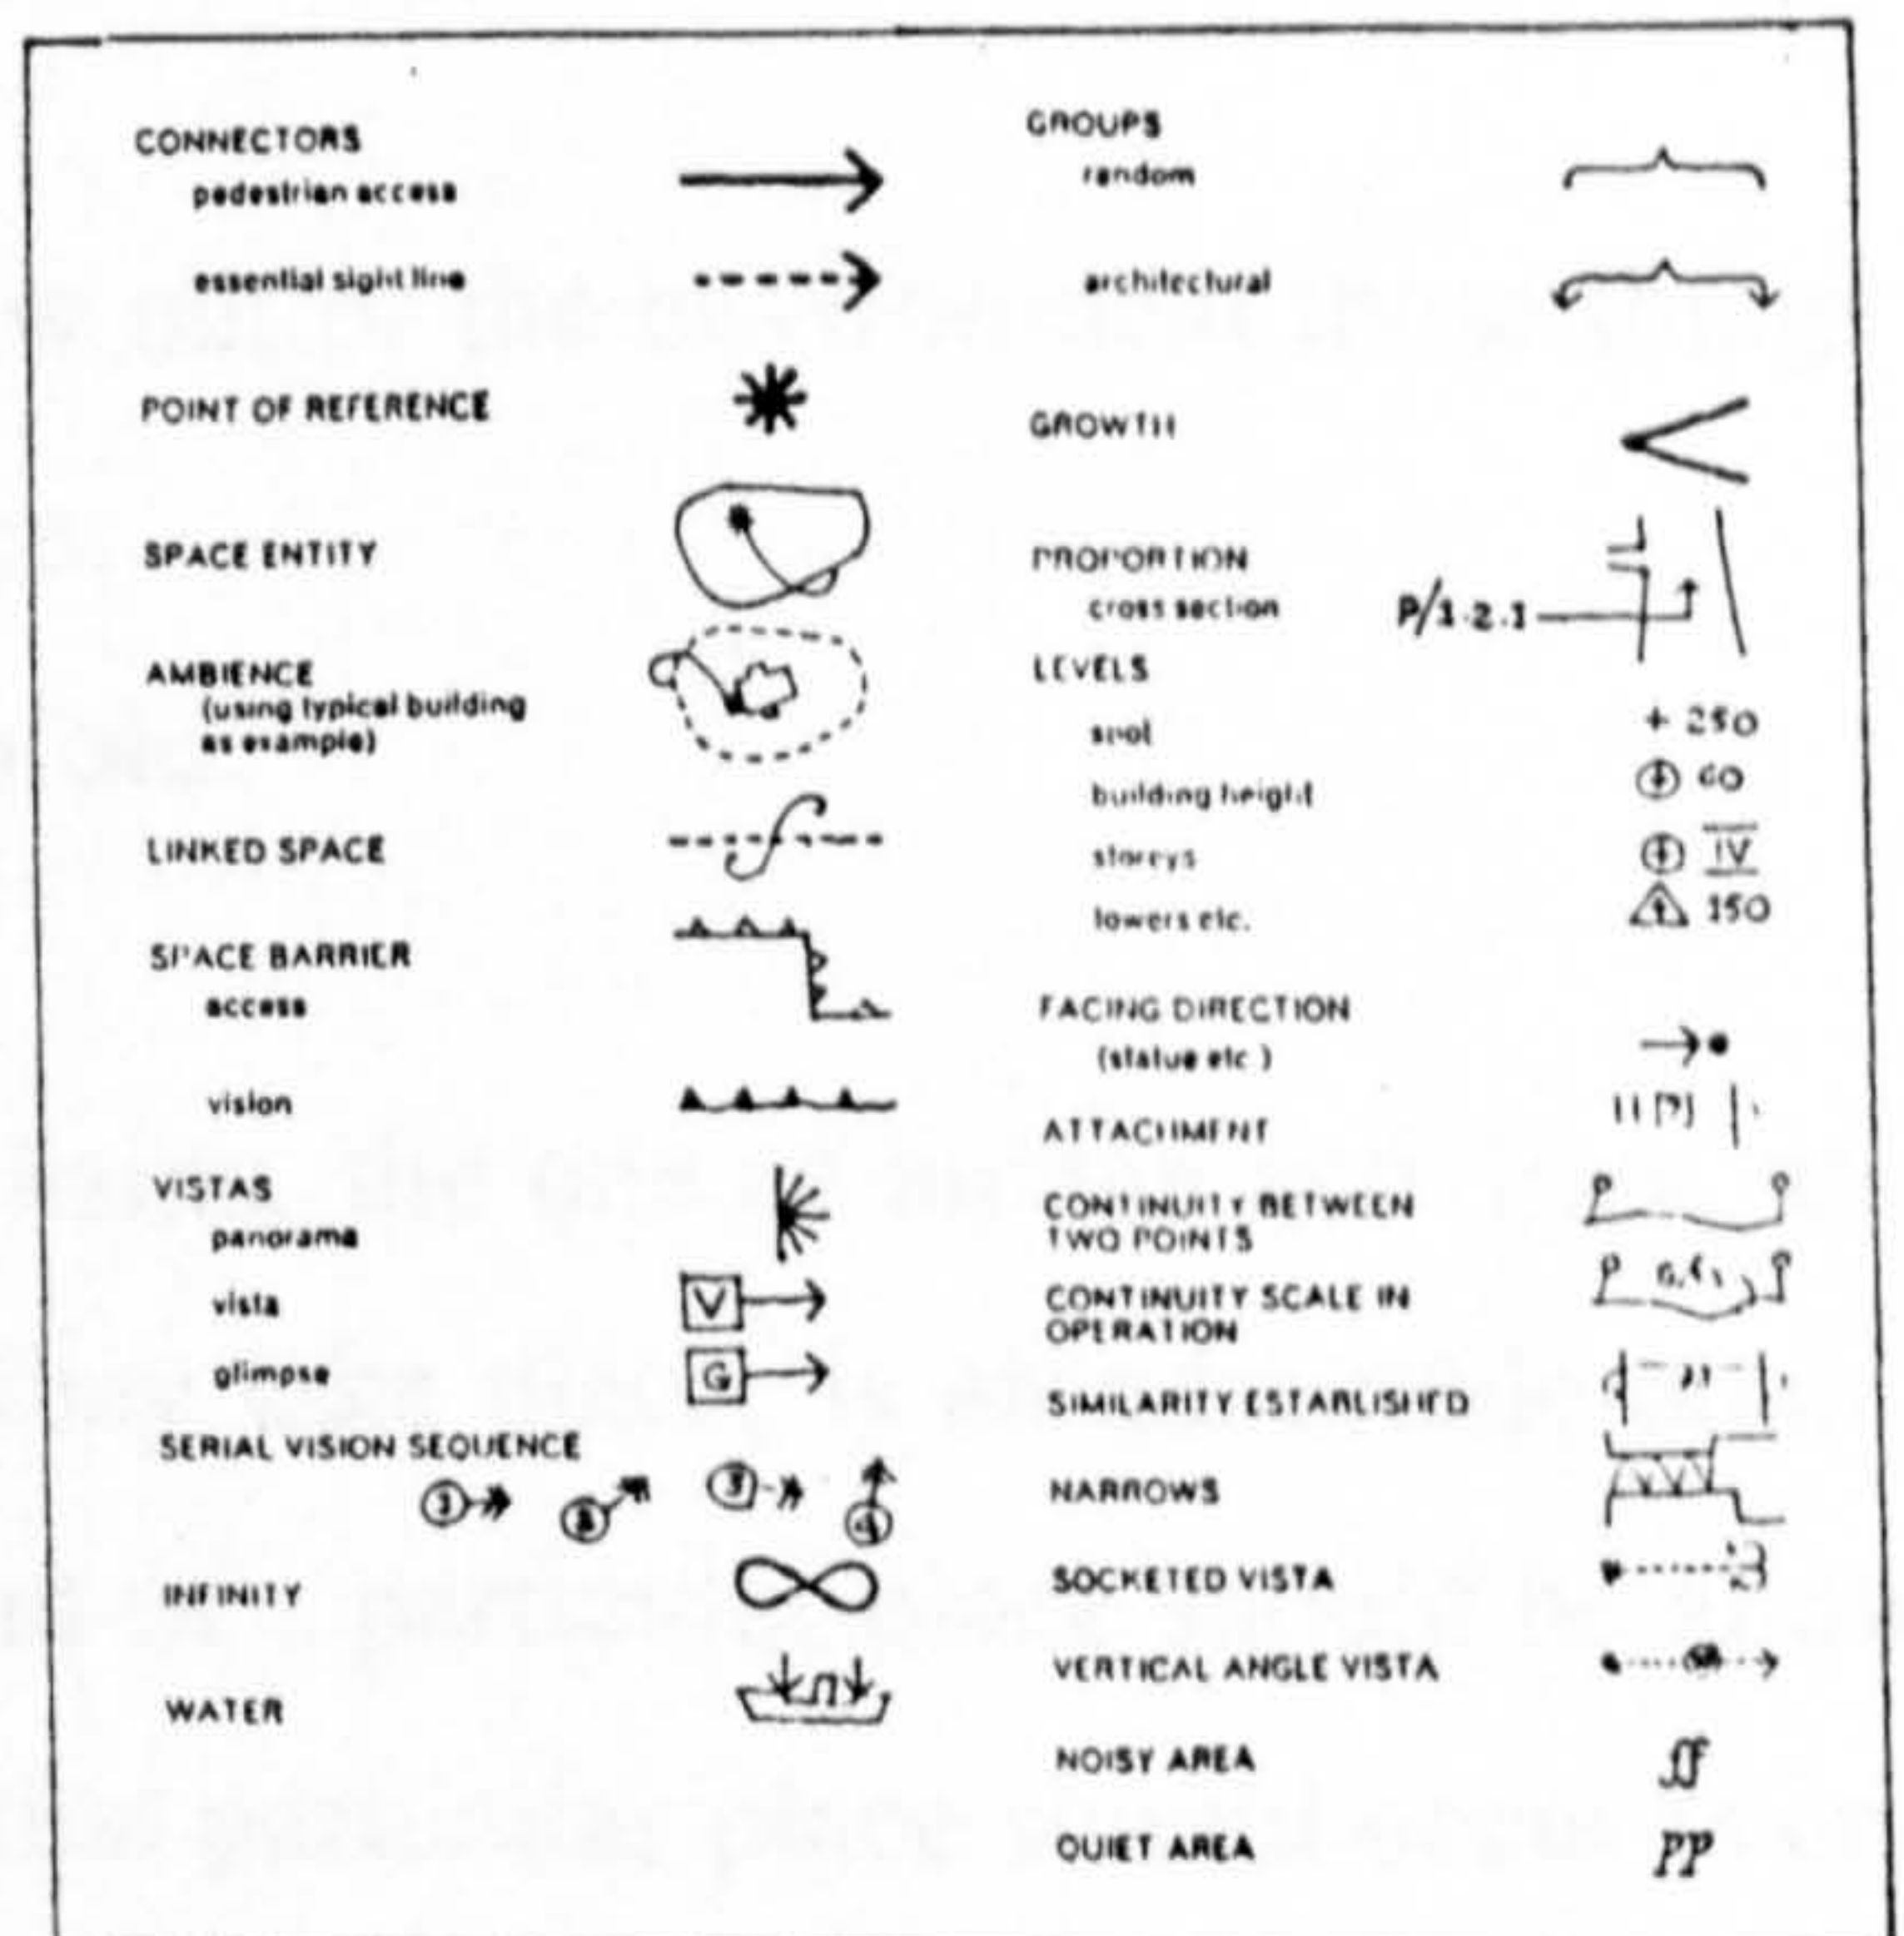 CONNECTORS
pedestrian access
essential sight line
POINT OF REFERENCE
SPACE ENTITY
AMBIENCE
(using typical building
as example)
LINKED SPACE
SPACE BARRIER
access
vision
VISTAS
panorama
vista
V
glimpse
G
SERIAL VISION SEQUENCE
INFINITY
WATER
GROUPS
random
architectural
GROWTH
PROPORTION
cross section
P/1.2.1
LEVELS
spot
+ 250
building height
60
storeys
IV
towers etc.
150
FACING DIRECTION
(statue etc)
ATTACHMENT
CONTINUITY BETWEEN
TWO POINTS
CONTINUITY SCALE IN
OPERATION
SIMILARITY ESTABLISHED
NARROWS
SOCKETED VISTA
VERTICAL ANGLE VISTA
NOISY AREA
ff
QUIET AREA
PP